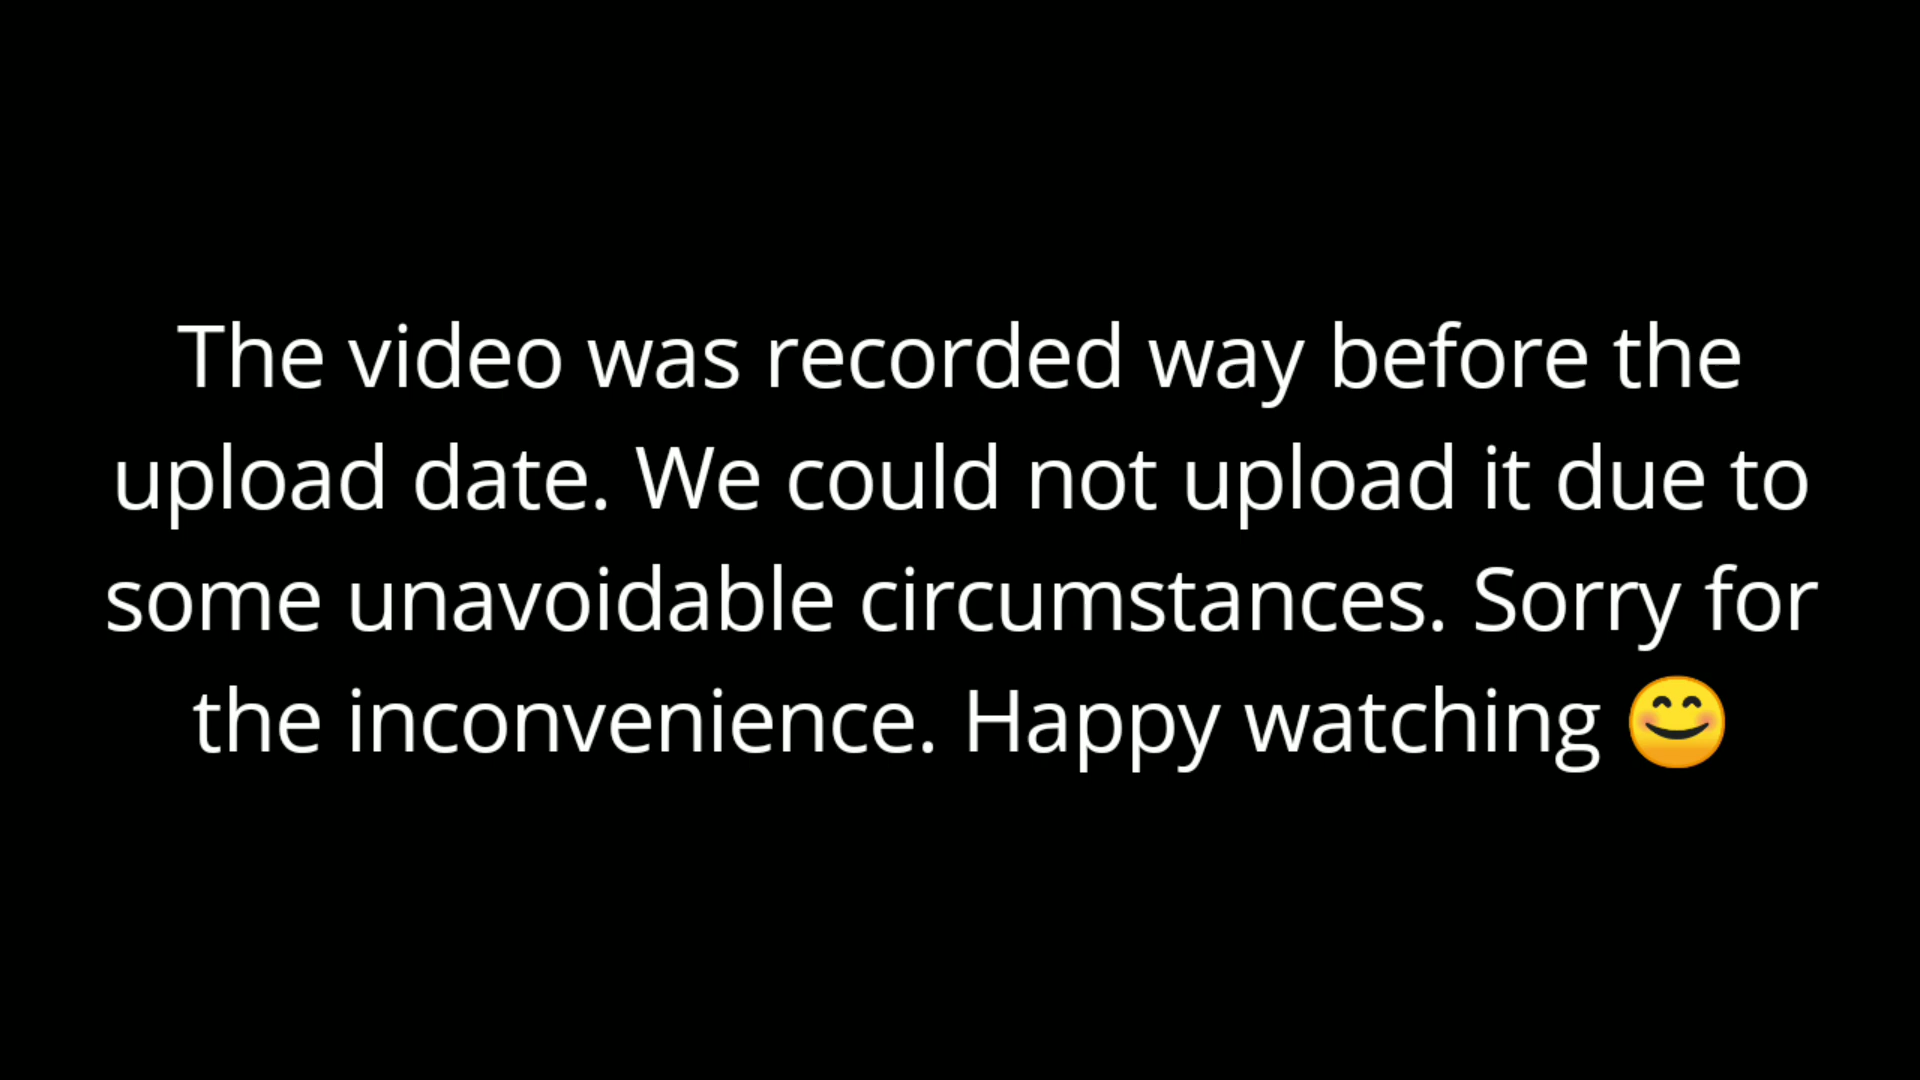 The video was recorded way before the
upload date. We could not upload it due to
some unavoidable circumstances. Sorry for
the inconvenience. Happy watching 😊